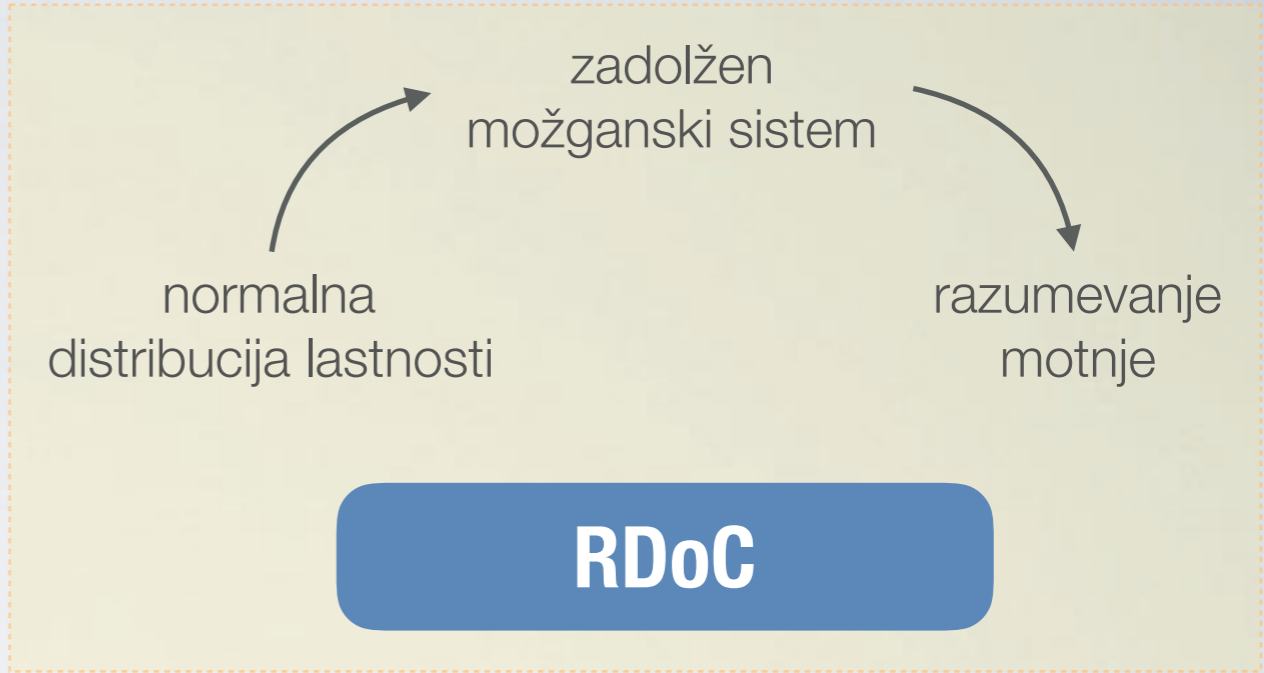 zadolžen
možganski sistem
normalna
distribucija lastnosti
razumevanje
motnje
RDoC